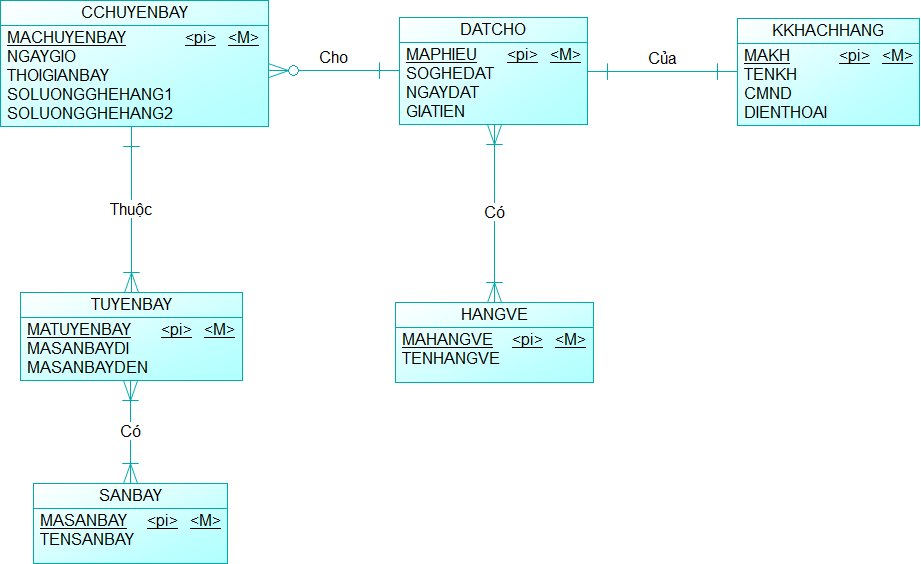 CCHUYENBAY
MACHUYENBAY <pi> <M>
NGAYGIO
THOIGIANBAY
SOLUONGGHEHANG1
SOLUONGGHEHANG2
Cho
DATCHO
MAPHIEU <pi> <M>
SOGHEDAT
NGAYDAT
GIATIEN
Của
KKHACHHANG
MAKH <pi> <M>
TENKH
CMND
DIENTHOAI
Thuộc
Có
TUYENBAY
MATUYENBAY <pi> <M>
MASANBAYDI
MASANBAYDEN
HANGVE
MAHANGVE <pi> <M>
TENHANGVE
Có
SANBAY
MASANBAY <pi> <M>
TENSANBAY